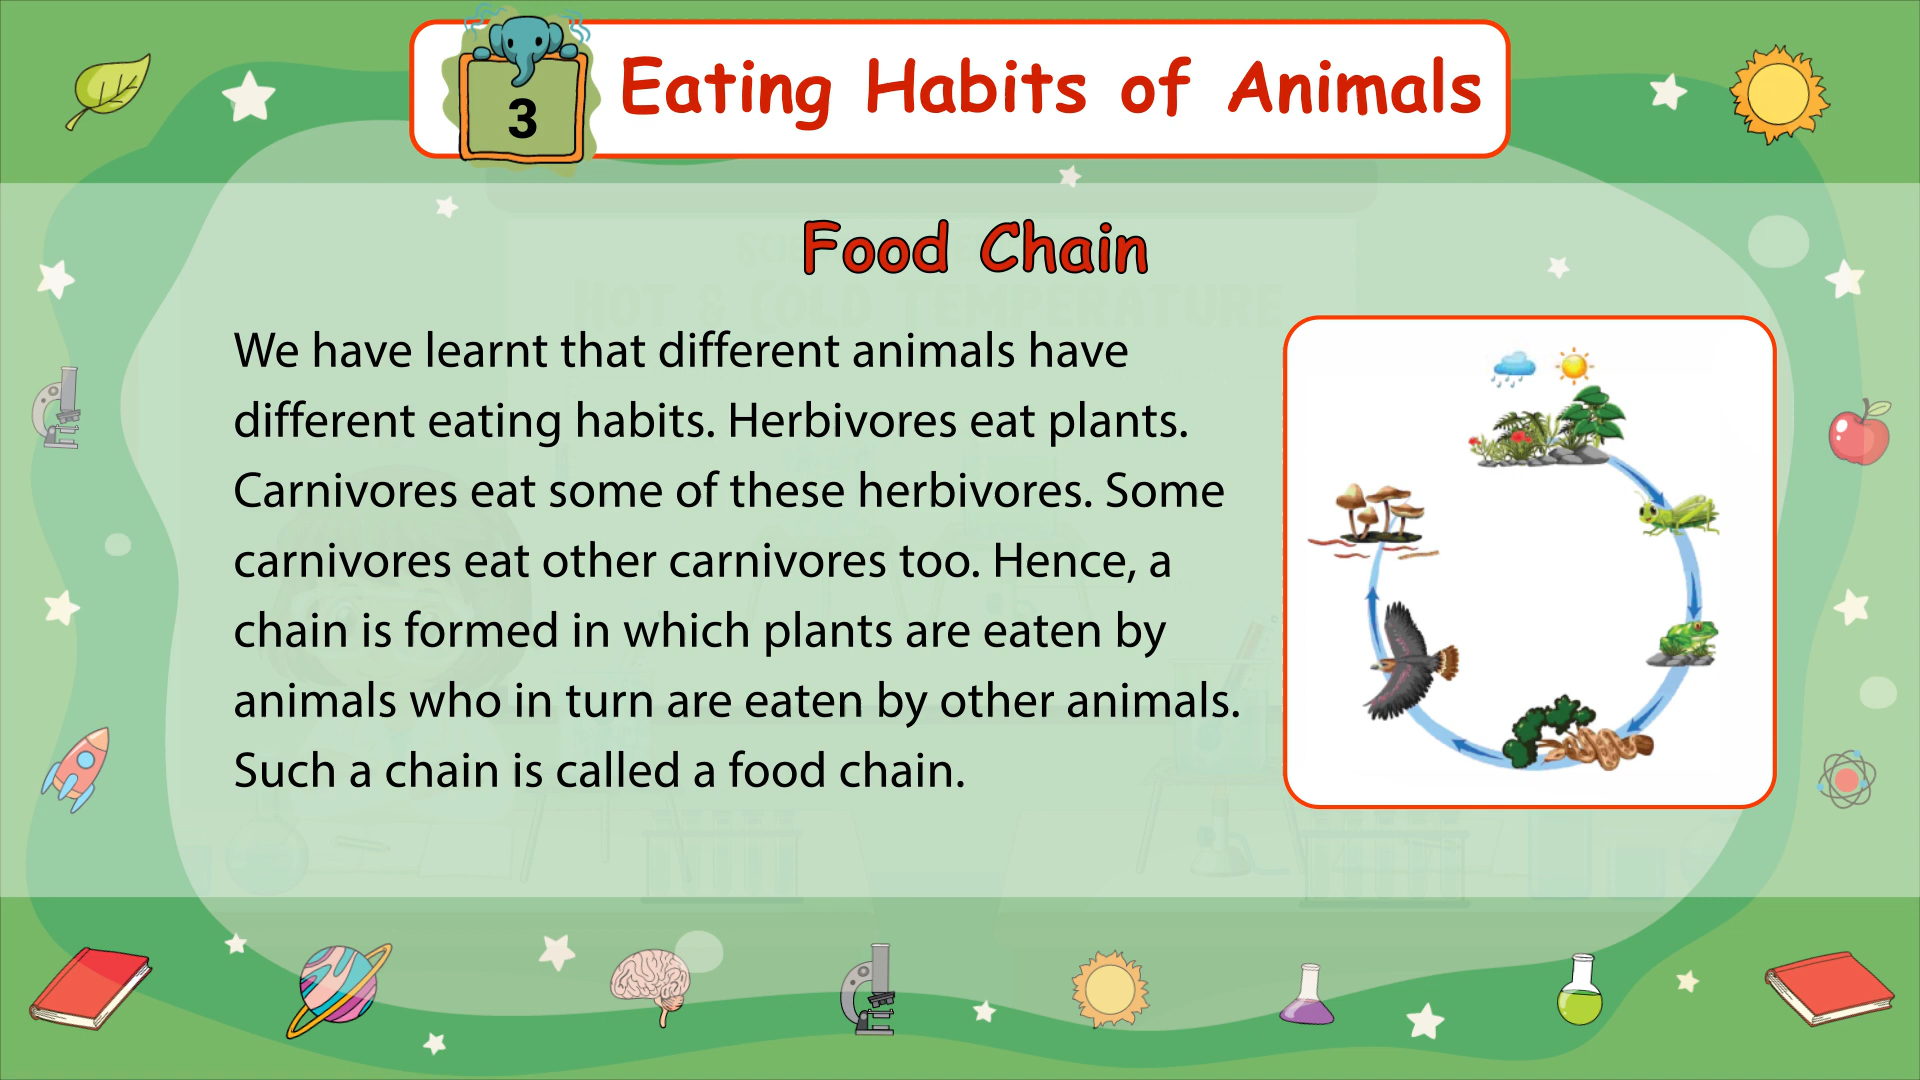 3
Eating Habits of Animals
Food Chain
HOT & COLD TEMPERATURE
We have learnt that different animals have
different eating habits. Herbivores eat plants.
Carnivores eat some of these herbivores. Some
carnivores eat other carnivores too. Hence, a
chain is formed in which plants are eaten by
animals who in turn are eaten by other animals.
Such a chain is called a food chain.